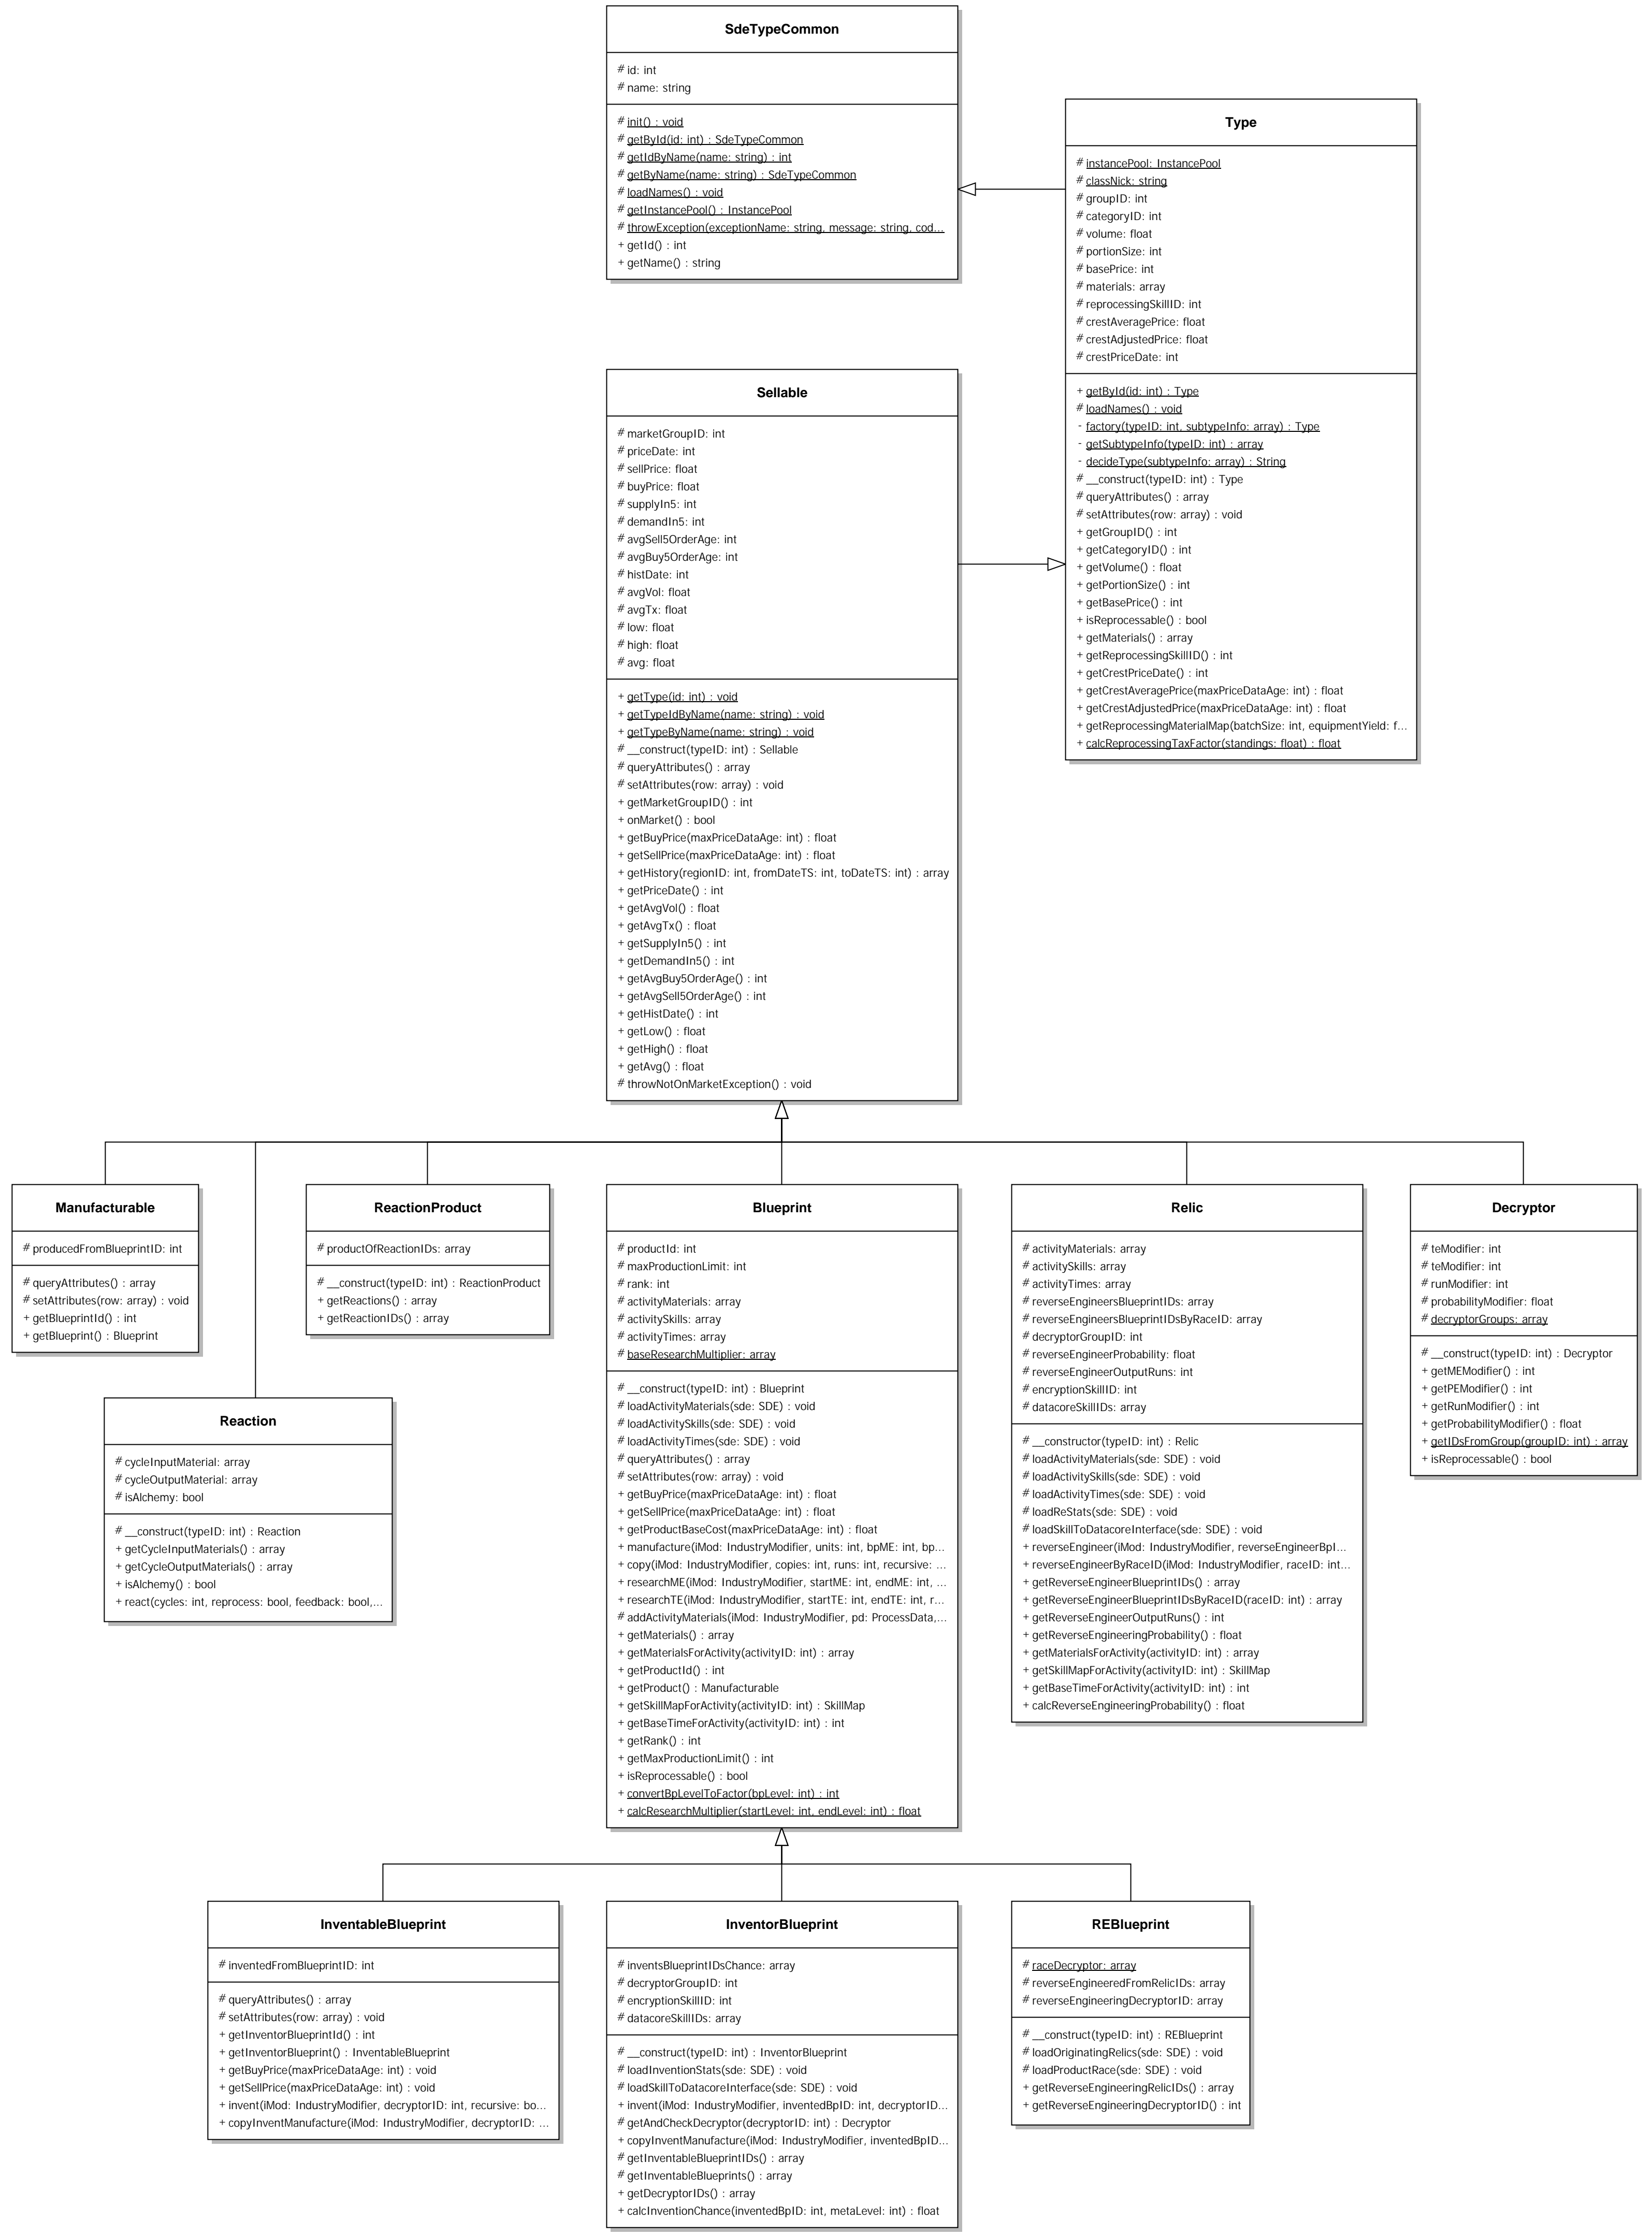 SdeTypeCommon
# id: int
# name: string
# init() : void
# getById(id: int) : SdeTypeCommon
# getIdByName(name: string) : int
# getByName(name: string) : SdeTypeCommon
# loadNames() : void
# getInstancePool() : InstancePool
# throwException(exceptionName: string, message: string, cod...
+ getId() : int
+ getName() : string
Type
# instancePool: InstancePool
# classNick: string
# groupID: int
# categoryID: int
# volume: float
# portionSize: int
# basePrice: int
# materials: array
# reprocessingSkillID: int
# crestAveragePrice: float
# crestAdjustedPrice: float
# crestPriceDate: int
+ getById(id: int) : Type
# loadNames() : void
- factory(typeID: int, subtypeInfo: array) : Type
- getSubtypeInfo(typeID: int) : array
- decideType(subtypeInfo: array) : String
# __construct(typeID: int) : Type
# queryAttributes() : array
# setAttributes(row: array) : void
+ getGroupID() : int
+ getCategoryID() : int
+ getVolume() : float
+ getPortionSize() : int
+ getBasePrice() : int
+ isReprocessable() : bool
+ getMaterials() : array
+ getReprocessingSkillID() : int
+ getCrestPriceDate() : int
+ getCrestAveragePrice(maxPriceDataAge: int) : float
+ getCrestAdjustedPrice(maxPriceDataAge: int) : float
+ getReprocessingMaterialMap(batchSize: int, equipmentYield: f...
+ calcReprocessingTaxFactor(standings: float) : float
Sellable
# marketGroupID: int
# priceDate: int
# sellPrice: float
# buyPrice: float
# supplyIn5: int
# demandIn5: int
# avgSell5OrderAge: int
# avgBuy5OrderAge: int
# histDate: int
# avgVol: float
# avgTx: float
# low: float
# high: float
# avg: float
+ getType(id: int) : void
+ getTypeIdByName(name: string) : void
+ getTypeByName(name: string) : void
# __construct(typeID: int) : Sellable
# queryAttributes() : array
# setAttributes(row: array) : void
+ getMarketGroupID() : int
+ onMarket() : bool
+ getBuyPrice(maxPriceDataAge: int) : float
+ getSellPrice(maxPriceDataAge: int) : float
+ getHistory(regionID: int, fromDateTS: int, toDateTS: int) : array
+ getPriceDate() : int
+ getAvgVol() : float
+ getAvgTx() : float
+ getSupplyIn5() : int
+ getDemandIn5() : int
+ getAvgBuy5OrderAge() : int
+ getAvgSell5OrderAge() : int
+ getHistDate() : int
+ getLow() : float
+ getHigh() : float
+ getAvg() : float
# throwNotOnMarketException() : void
Manufacturable
# producedFromBlueprintID: int
# queryAttributes() : array
# setAttributes(row: array) : void
+ getBlueprintId() : int
+ getBlueprint() : Blueprint
ReactionProduct
# productOfReactionIDs: array
# __construct(typeID: int) : ReactionProduct
+ getReactions() : array
+ getReactionIDs() : array
Reaction
# cycleInputMaterial: array
# cycleOutputMaterial: array
# isAlchemy: bool
# __construct(typeID: int) : Reaction
+ getCycleInputMaterials() : array
+ getCycleOutputMaterials() : array
+ isAlchemy() : bool
+ react(cycles: int, reprocess: bool, feedback: bool,...
Blueprint
# productId: int
# maxProductionLimit: int
# rank: int
# activityMaterials: array
# activitySkills: array
# activityTimes: array
# baseResearchMultiplier: array
# __construct(typeID: int) : Blueprint
# loadActivityMaterials(sde: SDE) : void
# loadActivitySkills(sde: SDE) : void
# loadActivityTimes(sde: SDE) : void
# queryAttributes() : array
# setAttributes(row: array) : void
+ getBuyPrice(maxPriceDataAge: int) : float
+ getSellPrice(maxPriceDataAge: int) : float
+ getProductBaseCost(maxPriceDataAge: int) : float
+ manufacture(iMod: IndustryModifier, units: int, bpME: int, bp...
+ copy(iMod: IndustryModifier, copies: int, runs: int, recursive: ...
+ researchME(iMod: IndustryModifier, startME: int, endME: int, ...
+ researchTE(iMod: IndustryModifier, startTE: int, endTE: int, r...
# addActivityMaterials(iMod: IndustryModifier, pd: ProcessData,...
+ getMaterials() : array
+ getMaterialsForActivity(activityID: int) : array
+ getProductId() : int
+ getProduct() : Manufacturable
+ getSkillMapForActivity(activityID: int) : SkillMap
+ getBaseTimeForActivity(activityID: int) : int
+ getRank() : int
+ getMaxProductionLimit() : int
+ isReprocessable() : bool
+ convertBpLevelToFactor(bpLevel: int) : int
+ calcResearchMultiplier(startLevel: int, endLevel: int) : float
Relic
# activityMaterials: array
# activitySkills: array
# activityTimes: array
# reverseEngineersBlueprintIDs: array
# reverseEngineersBlueprintIDsByRaceID: array
# decryptorGroupID: int
# reverseEngineerProbability: float
# reverseEngineerOutputRuns: int
# encryptionSkillID: int
# datacoreSkillIDs: array
# __constructor(typeID: int) : Relic
# loadActivityMaterials(sde: SDE) : void
# loadActivitySkills(sde: SDE) : void
# loadActivityTimes(sde: SDE) : void
# loadReStats(sde: SDE) : void
# loadSkillToDatacoreInterface(sde: SDE) : void
+ reverseEngineer(iMod: IndustryModifier, reverseEngineerBpI...
+ reverseEngineerByRaceID(iMod: IndustryModifier, raceID: int...
+ getReverseEngineerBlueprintIDs() : array
+ getReverseEngineerBlueprintIDsByRaceID(raceID: int) : array
+ getReverseEngineerOutputRuns() : int
+ getReverseEngineeringProbability() : float
+ getMaterialsForActivity(activityID: int) : array
+ getSkillMapForActivity(activityID: int) : SkillMap
+ getBaseTimeForActivity(activityID: int) : int
+ calcReverseEngineeringProbability() : float
Decryptor
# teModifier: int
# teModifier: int
# runModifier: int
# probabilityModifier: float
# decryptorGroups: array
# __construct(typeID: int) : Decryptor
+ getMEModifier() : int
+ getPEModifier() : int
+ getRunModifier() : int
+ getProbabilityModifier() : float
+ getIDsFromGroup(groupID: int) : array
+ isReprocessable() : bool
InventableBlueprint
# inventedFromBlueprintID: int
# queryAttributes() : array
# setAttributes(row: array) : void
+ getInventorBlueprintId() : int
+ getInventorBlueprint() : InventableBlueprint
+ getBuyPrice(maxPriceDataAge: int) : void
+ getSellPrice(maxPriceDataAge: int) : void
+ invent(iMod: IndustryModifier, decryptorID: int, recursive: bo...
+ copyInventManufacture(iMod: IndustryModifier, decryptorID: ...
InventorBlueprint
# inventsBlueprintIDsChance: array
# decryptorGroupID: int
# encryptionSkillID: int
# datacoreSkillIDs: array
# __construct(typeID: int) : InventorBlueprint
# loadInventionStats(sde: SDE) : void
# loadSkillToDatacoreInterface(sde: SDE) : void
+ invent(iMod: IndustryModifier, inventedBpID: int, decryptorID...
# getAndCheckDecryptor(decryptorID: int) : Decryptor
+ copyInventManufacture(iMod: IndustryModifier, inventedBpID...
# getInventableBlueprintIDs() : array
# getInventableBlueprints() : array
# getDecryptorIDs() : array
+ calcInventionChance(inventedBpID: int, metaLevel: int) : float
REBlueprint
# raceDecryptor: array
# reverseEngineeredFromRelicIDs: array
# reverseEngineeringDecryptorID: array
# __construct(typeID: int) : REBlueprint
# loadOriginatingRelics(sde: SDE) : void
# loadProductRace(sde: SDE) : void
+ getReverseEngineeringRelicIDs() : array
+ getReverseEngineeringDecryptorID() : int